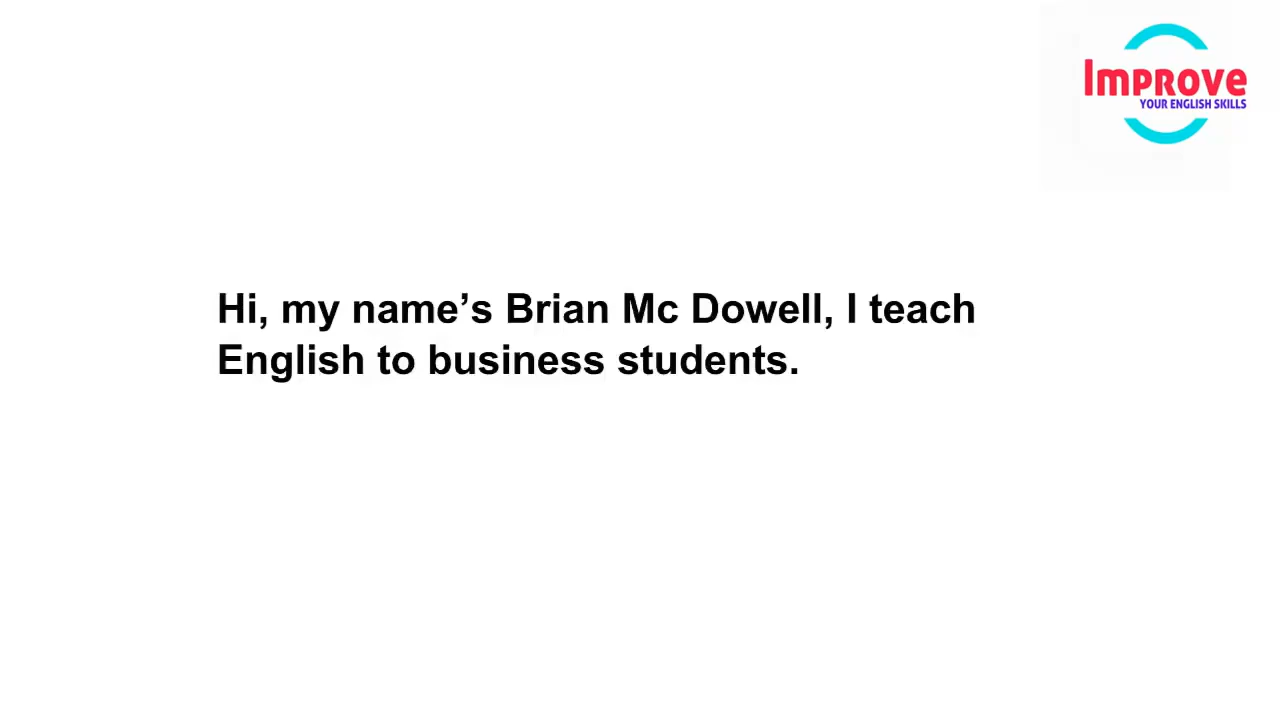 Improve
YOUR ENGLISH SKILLS
Hi, my name’s Brian Mc Dowell, I teach
English to business students.